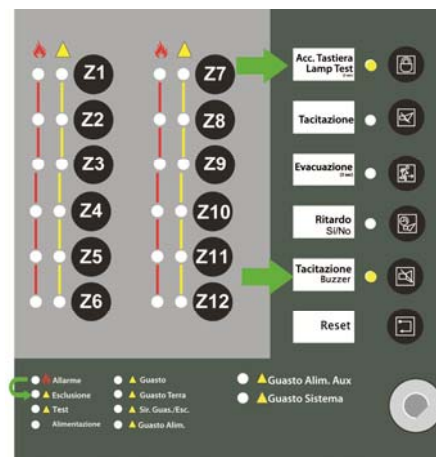 Z1
Z2
Z3
Z4
Z5
Z6
Z7
Z8
Z9
Z10
Z11
Z12
Acc. Tastiera
Lamp Test
Tacitazione
Evacuazione
Ritardo
Si/No
Tacitazione
Buzzer
Reset
Allarme
Esclusione
Test
Alimentazione
Guasto
Guasto Terra
Sir. Guas./Esc.
Guasto Alim.
Guasto Alim. Aux
Guasto Sistema